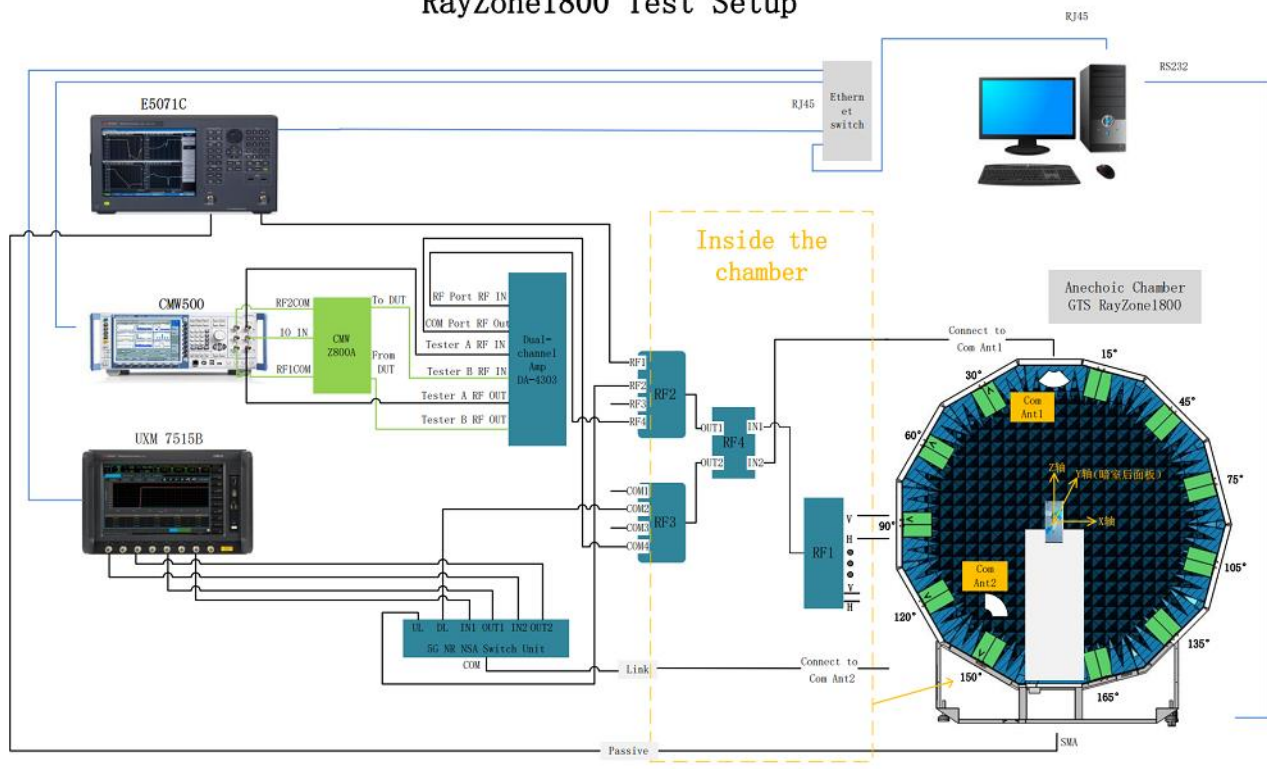 RayZone1800 Test Setup
RJ45
RS232
E5071C
RJ45
Ethern
et
switch
Inside the
chamber
Anechoic Chamber
GTS RayZone1800
CMW500
RF2COM
IO IN
RF1COM
CMW
Z800A
To DUT
From
DUT
RF Port RF IN
COM Port RF Out
Tester A RF IN
Tester B RF IN
Tester A RF OUT
Tester B RF OUT
Dual-
channel
Amp
DA-4303
RF1
RF2
RF3
RF4
RF2
OUT1
OUT2
RF4
IN1
IN2
Connect to
Com Ant1
COM1
COM2
COM3
COM4
RF3
RF1
V
H
V
H
UXM 7515B
UL DL IN1 OUT1 IN2 OUT2
5G NR NSA Switch Unit
COM
Link
Connect to
Com Ant2
Passive
SMA
15°
30°
45°
60°
75°
90°
105°
120°
135°
150°
165°
Com
Ant1
Com
Ant2
Z轴
Y轴(暗室后面板)
X轴